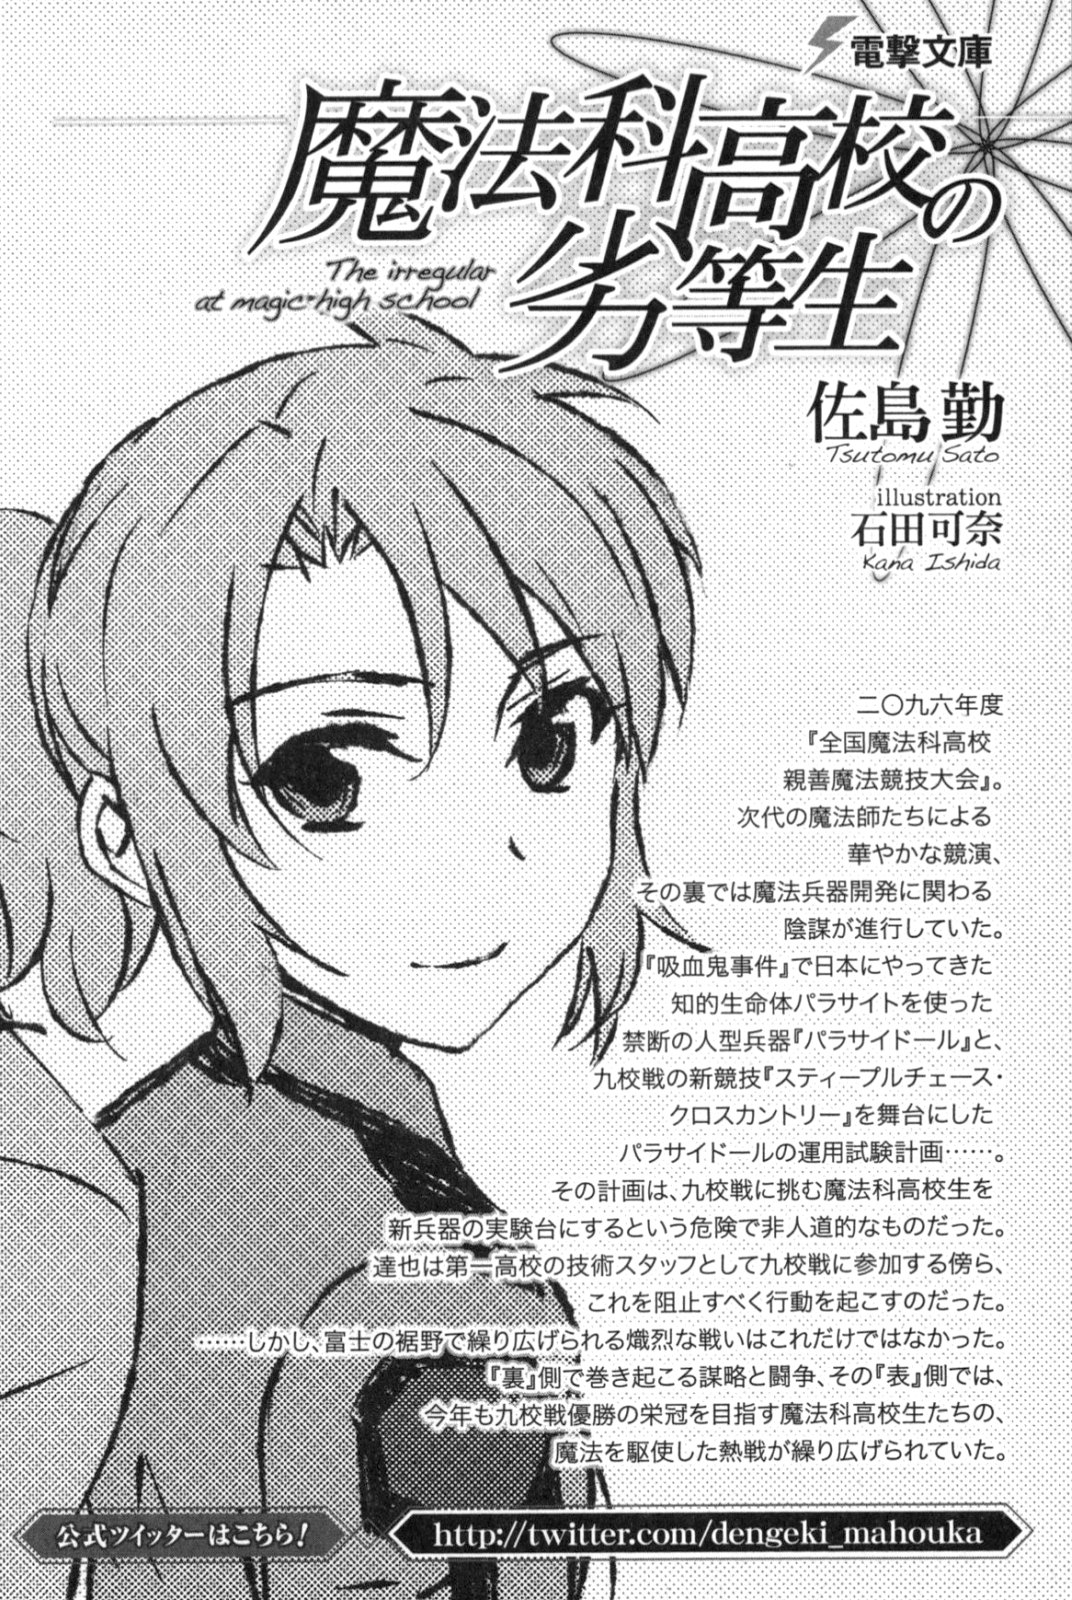 電撃文庫
魔法科高校の
劣等生
The irregular
at magic high school
佐島 勤
Tsutomu Sato
illustration
石田可奈
Kana Ishida
二〇九六年度
『全国魔法科高校
親善魔法競技大会』。
次代の魔法師たちによる
華やかな競演、
その裏では魔法兵器開発に関わる
陰謀が進行していた。
『吸血鬼事件』で日本にやってきた
知的生命体パラサイトを使った
禁断の人型兵器『パラサイドール』と、
九校戦の新競技『スティープルチェース・
クロスカントリー』を舞台にした
パラサイドールの運用試験計画……。
その計画は、九校戦に挑む魔法科高校生を
新兵器の実験台にするという危険で非人道的なものだった。
達也は第一高校の技術スタッフとして九校戦に参加する傍ら、
これを阻止すべく行動を起こすのだった。
……しかし、富士の裾野で繰り広げられる熾烈な戦いはこれだけではなかった。
『裏』側で巻き起こる謀略と闘争、その『表』側では、
今年も九校戦優勝の栄冠を目指す魔法科高校生たちの、
魔法を駆使した熱戦が繰り広げられていた。
公式ツイッターはこちら!
http://twitter.com/dengeki_mahouka